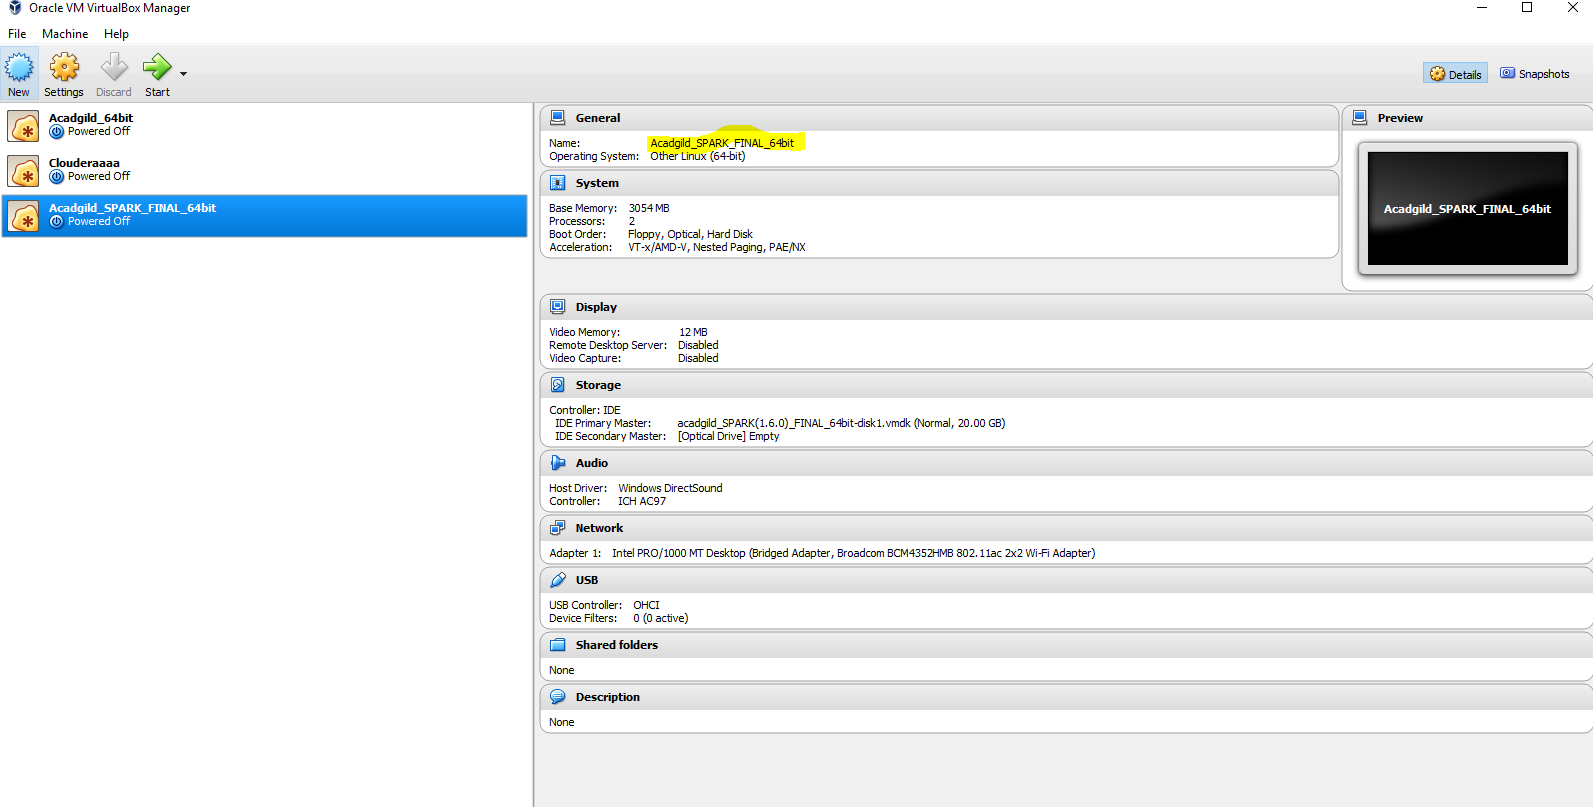 Oracle VM VirtualBox Manager
File Machine Help
New Settings Discard Start
Details Snapshots
Acadgild_64bit
Powered Off
Clouderaaaa
Powered Off
Acadgild_SPARK_FINAL_64bit
Powered Off
General
Name: Acadgild_SPARK_FINAL_64bit
Operating System: Other Linux (64-bit)
System
Base Memory: 3054 MB
Processors: 2
Boot Order: Floppy, Optical, Hard Disk
Acceleration: VT-x/AMD-V, Nested Paging, PAE/NX
Preview
Acadgild_SPARK_FINAL_64bit
Display
Video Memory: 12 MB
Remote Desktop Server: Disabled
Video Capture: Disabled
Storage
Controller: IDE
IDE Primary Master: acadgild_SPARK(1.6.0)_FINAL_64bit-disk1.vmdk (Normal, 20.00 GB)
IDE Secondary Master: [Optical Drive] Empty
Audio
Host Driver: Windows DirectSound
Controller: ICH AC97
Network
Adapter 1: Intel PRO/1000 MT Desktop (Bridged Adapter, Broadcom BCM4352HMB 802.11ac 2x2 Wi-Fi Adapter)
USB
USB Controller: OHCI
Device Filters: 0 (0 active)
Shared folders
None
Description
None